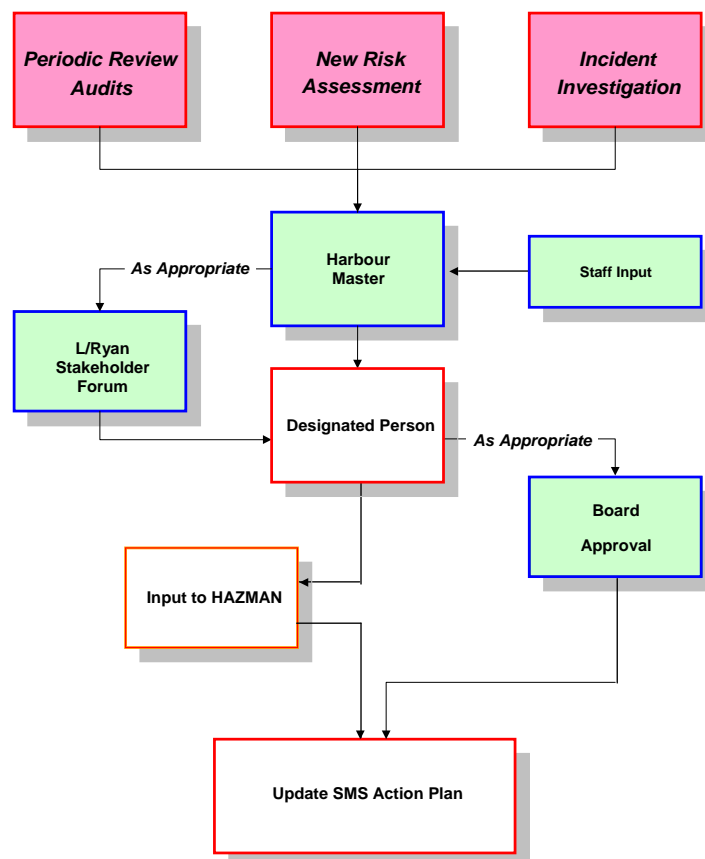 Periodic Review
Audits
New Risk
Assessment
Incident
Investigation
Harbour
Master
Staff Input
As Appropriate
L/Ryan
Stakeholder
Forum
Designated Person
As Appropriate
Board
Approval
Input to HAZMAN
Update SMS Action Plan